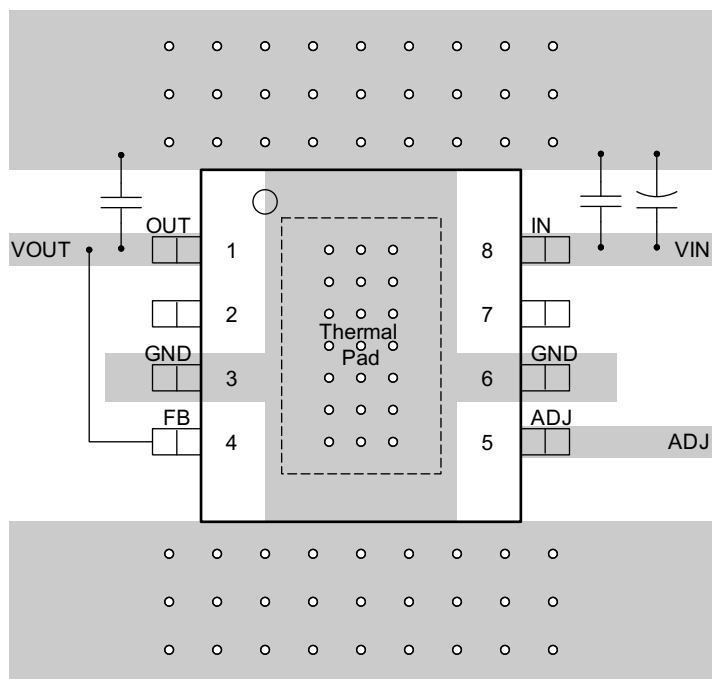 OUT IN
VOUT 1 8 VIN
2 7
Thermal
Pad
GND GND
3 6
FB ADJ
4 5 ADJ